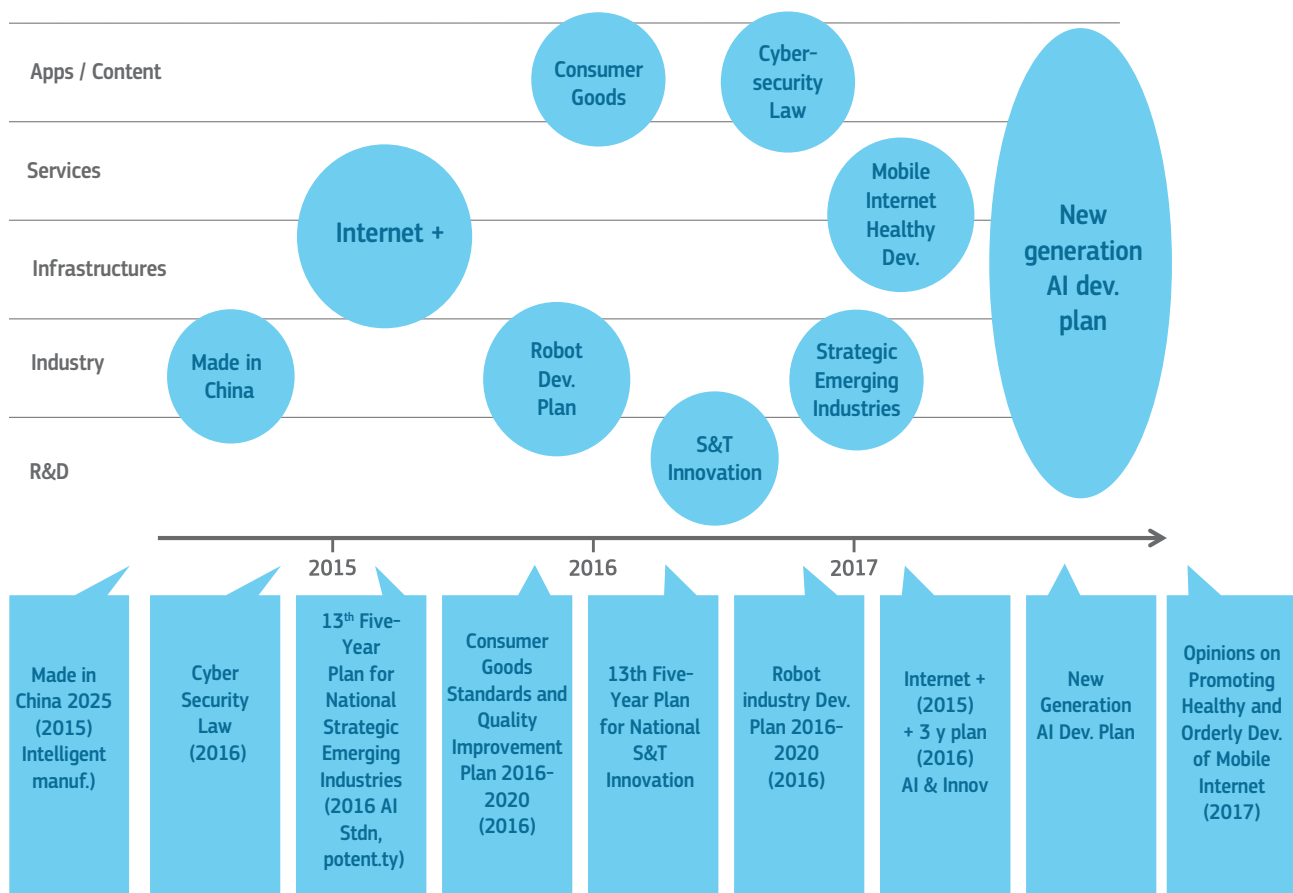 Apps / Content
Consumer
Goods
Cyber-
security
Law
Services
Mobile
Internet
Healthy
Dev.
Internet +
New
generation
AI dev.
plan
Infrastructures
Industry
Made in
China
Robot
Dev.
Plan
Strategic
Emerging
Industries
R&D
S&T
Innovation
2015
2016
2017
Made in
China 2025
(2015)
Intelligent
manuf.)
Cyber
Security
Law
(2016)
13th Five-
Year
Plan for
National
Strategic
Emerging
Industries
(2016 AI
Stdn,
potent.ty)
Consumer
Goods
Standards and
Quality
Improvement
Plan 2016-
2020
(2016)
13th Five-
Year Plan
for National
S&T
Innovation
Robot
industry Dev.
Plan 2016-
2020
(2016)
Internet +
(2015)
+ 3 y plan
(2016)
AI & Innov
New
Generation
AI Dev. Plan
Opinions on
Promoting
Healthy and
Orderly Dev.
of Mobile
Internet
(2017)